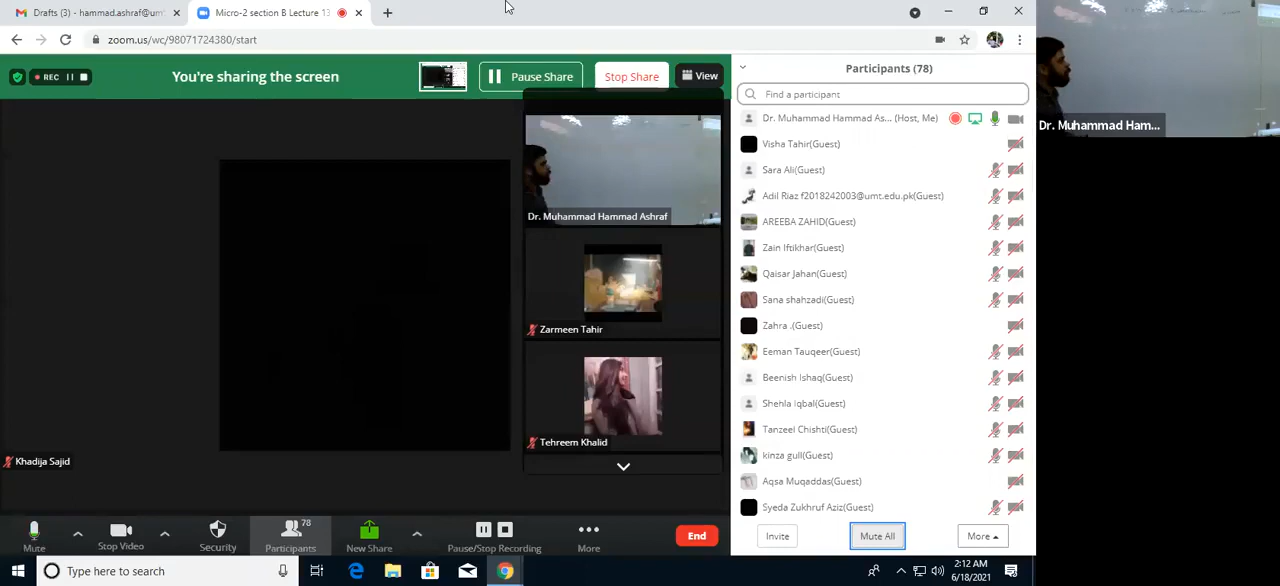 Drafts (3) - hammad.ashraf@um
Micro-2 section B Lecture 13
zoom.us/wc/98071724380/start
REC
You're sharing the screen
Pause Share
Stop Share
View
Dr. Muhammad Hammad Ashraf
Zarmeen Tahir
Tehreem Khalid
Khadija Sajid
Participants (78)
Find a participant
Dr. Muhammad Hammad As... (Host, Me)
Visha Tahir(Guest)
Sara Ali(Guest)
Adil Riaz f2018242003@umt.edu.pk(Guest)
AREEBA ZAHID(Guest)
Zain Iftikhar(Guest)
Qaisar Jahan(Guest)
Sana shahzadi(Guest)
Zahra .(Guest)
Eeman Tauqeer(Guest)
Beenish Ishaq(Guest)
Shehla iqbal(Guest)
Tanzeel Chishti(Guest)
kinza gull(Guest)
Aqsa Muqaddas(Guest)
Syeda Zukhruf Aziz(Guest)
Invite
Mute All
More
Dr. Muhammad Ham...
Mute
Stop Video
Security
78
Participants
New Share
Pause/Stop Recording
More
End
Type here to search
2:12 AM
6/18/2021